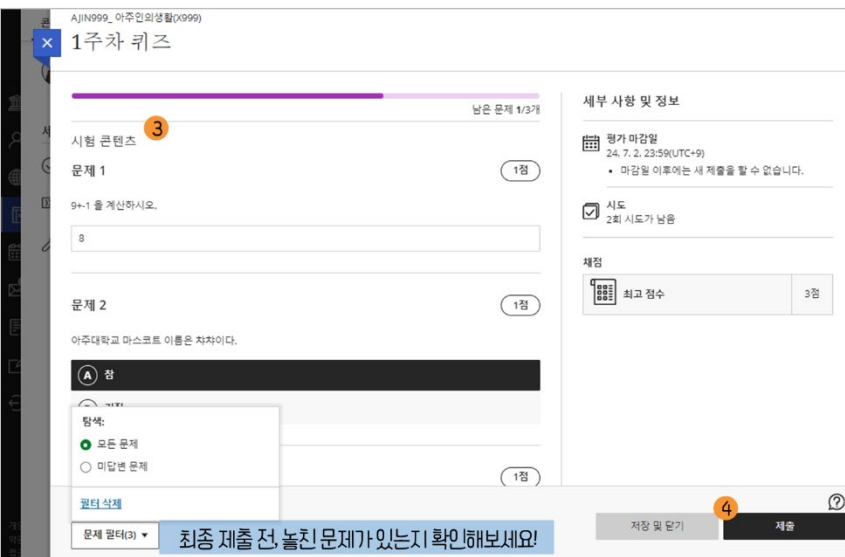 AJIN999_ 아주인의생활(X999)
1주차 퀴즈
남은 문제 1/3개
3
시험 콘텐츠
문제 1
1점
9+-1 을 계산하시오.
8
문제 2
1점
아주대학교 마스코트 이름은 챠챠이다.
A 참
탐색:
모든 문제
미답변 문제
필터 삭제
1점
문제 필터(3)
최종 제출 전, 놓친 문제가 있는지 확인해보세요!
세부 사항 및 정보
평가 마감일
24. 7. 2. 23:59(UTC+9)
• 마감일 이후에는 새 제출을 할 수 없습니다.
시도
2회 시도가 남음
채점
최고 점수
3점
4
저장 및 닫기
제출